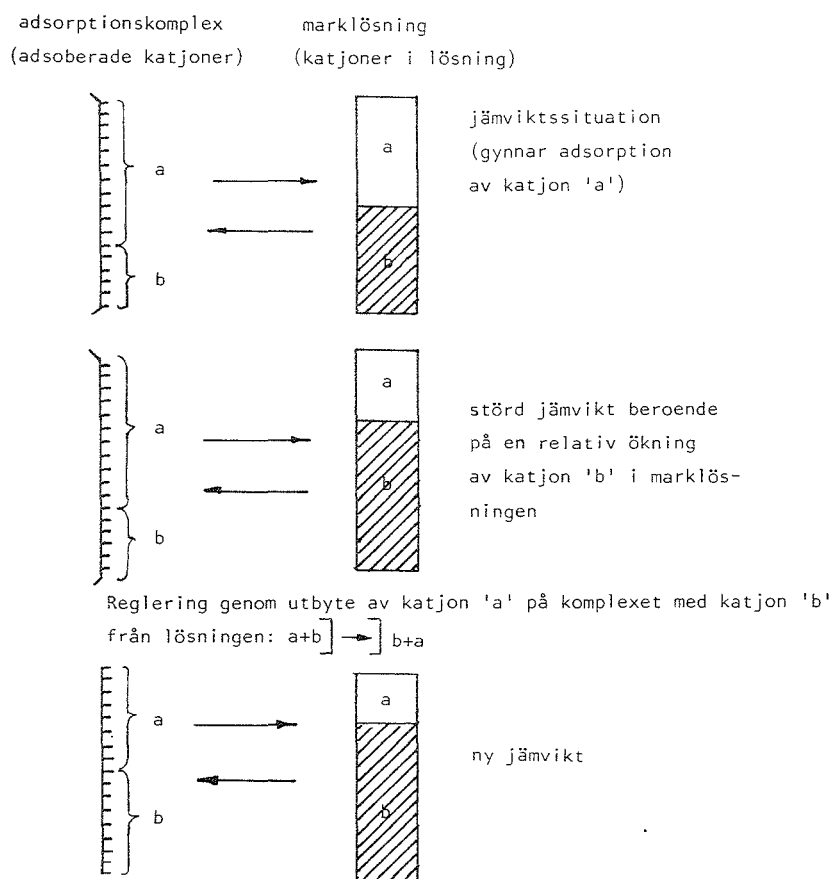 adsorptionskomplex marklösning
(adsoberade katjoner) (katjoner i lösning)
a
b
a
b
jämviktssituation
(gynnar adsorption
av katjon 'a')
a
b
a
b
störd jämvikt beroende
på en relativ ökning
av katjon 'b' i marklös-
ningen
Reglering genom utbyte av katjon 'a' på komplexet med katjon 'b'
från lösningen: a+b] → ] b+a
a
b
a
b
ny jämvikt